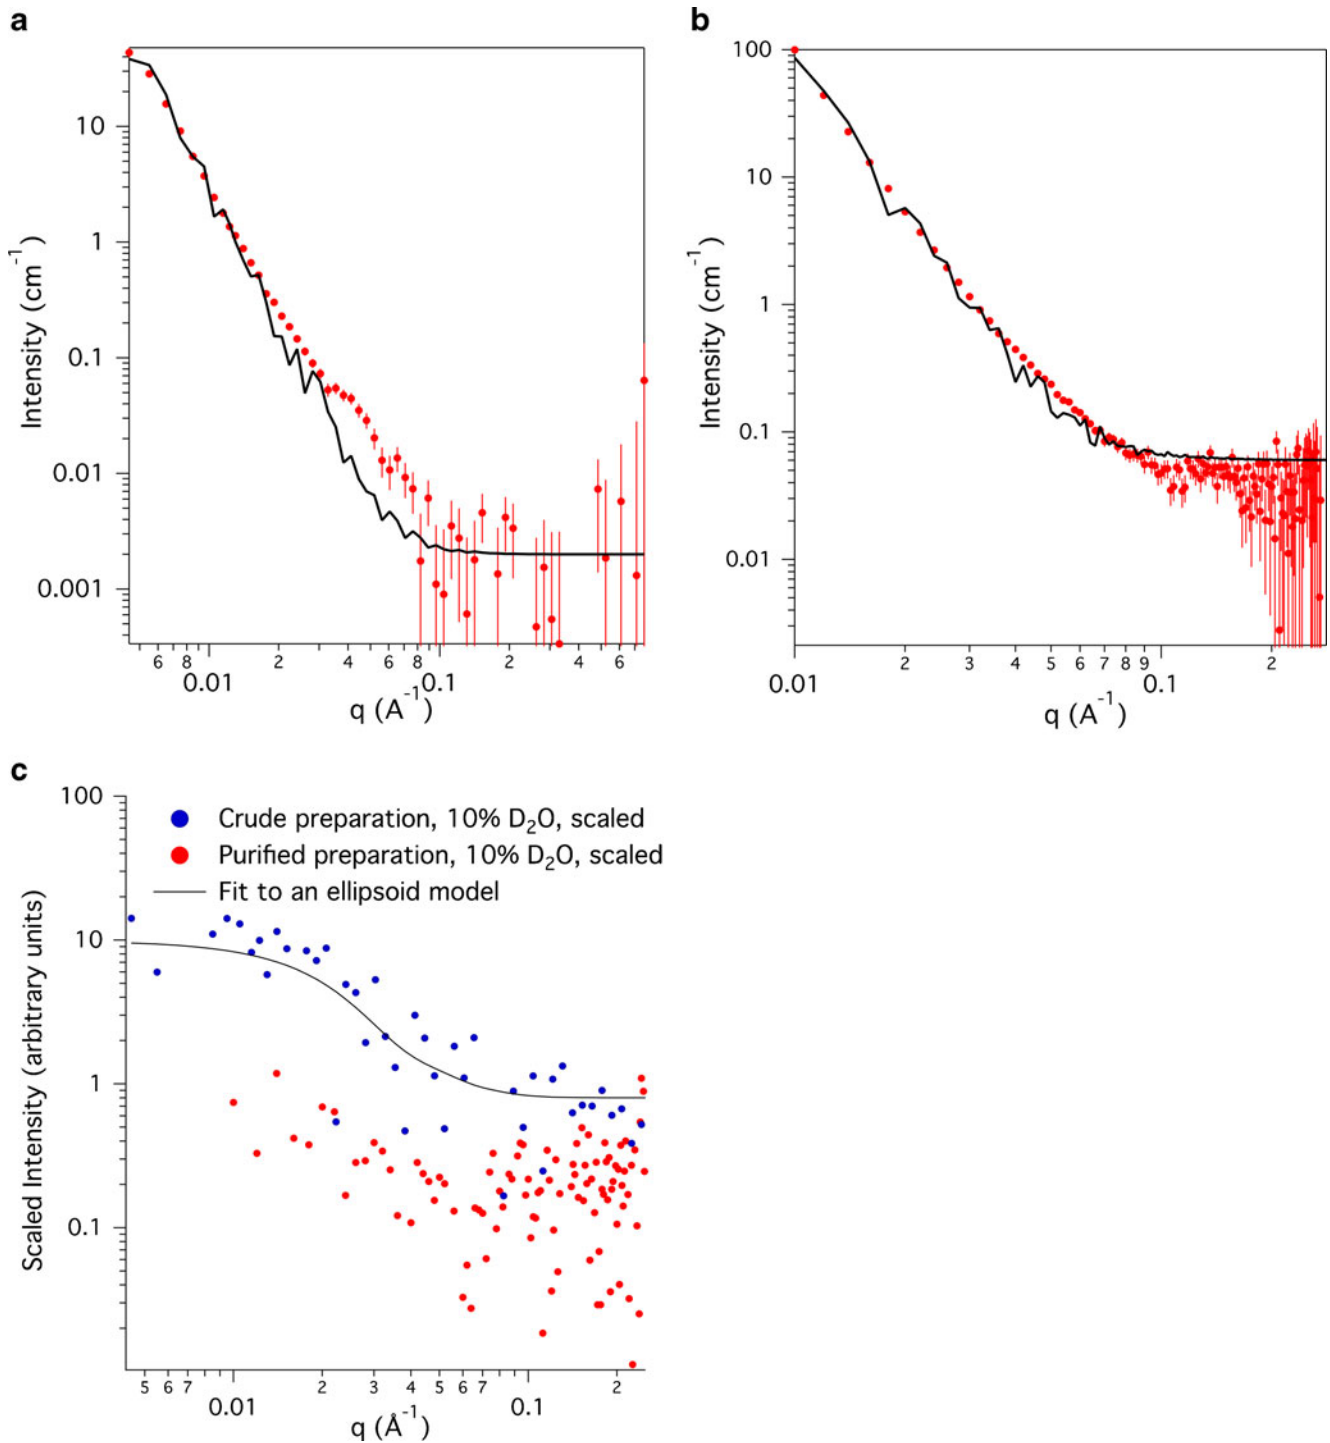 a
10
1
0.1
0.01
0.001
Intensity (cm⁻¹)
6 8 2 4 6 8 2 4 6
0.01 0.1
q (A⁻¹)
b
100
10
1
0.1
0.01
Intensity (cm⁻¹)
2 3 4 5 6 7 8 9 2
0.01 0.1
q (A⁻¹)
c
100
10
1
0.1
Scaled Intensity (arbitrary units)
Crude preparation, 10% D₂O, scaled
Purified preparation, 10% D₂O, scaled
Fit to an ellipsoid model
5 6 7 2 3 4 5 6 7 2
0.01 0.1
q (Å⁻¹)